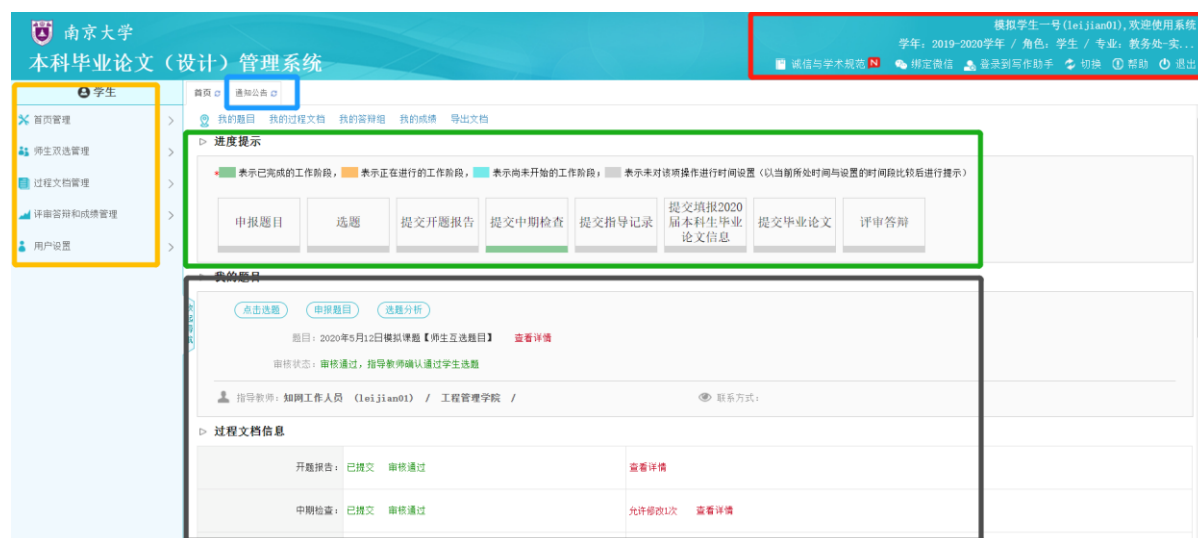 南京大学
本科毕业论文（设计）管理系统
模拟学生一号(leijian01),欢迎使用系统
学年: 2019-2020学年 / 角色: 学生 / 专业: 教务处-实...
诚信与学术规范 N 绑定微信 登录到写作助手 切换 帮助 退出
学生
首页管理
师生双选管理
过程文档管理
评审答辩和成绩管理
用户设置
首页 通知公告
我的题目 我的过程文档 我的答辩组 我的成绩 导出文档
进度提示
* 表示已完成的工作阶段， 表示正在进行的工作阶段， 表示尚未开始的工作阶段， 表示未对该项操作进行时间设置（以当前所处时间与设置的时间段比较后进行提示）
申报题目
选题
提交开题报告
提交中期检查
提交指导记录
提交填报2020
届本科生毕业
论文信息
提交毕业论文
评审答辩
我的题目
点击选题 申报题目 选题分析
题目: 2020年5月12日模拟课题【师生互选题目】 查看详情
审核状态: 审核通过，指导教师确认通过学生选题
指导教师: 知网工作人员 （leijian01） / 工程管理学院 / 联系方式:
过程文档信息
开题报告: 已提交 审核通过 查看详情
中期检查: 已提交 审核通过 允许修改1次 查看详情